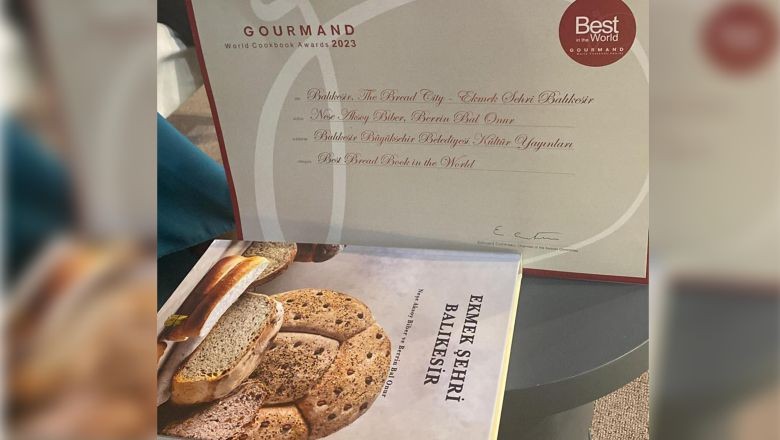 GOURMAND
World Cookbook Awards 2023
Best
in the World
GOURMAND
Balıkesir, The Bread City - Ekmek Şehri Balıkesir
Neşe Aksoy Biber, Berrin Bal Onur
Balıkesir Büyükşehir Belediyesi Kültür Yayınları
Best Bread Book in the World
EKMEK ŞEHRİ
BALIKESİR
Neşe Aksoy Biber ve Berrin Bal Onur